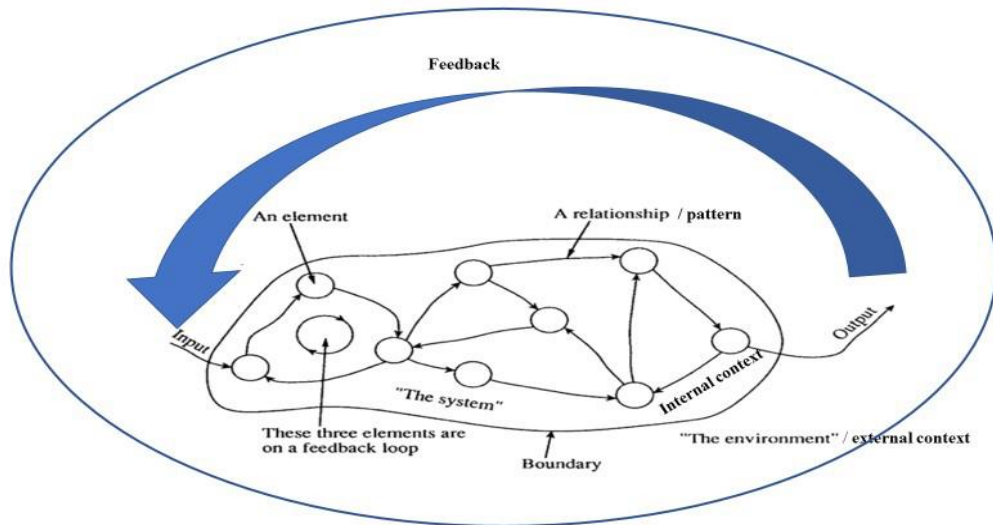 Feedback
An element
A relationship / pattern
Input
Output
Internal context
"The system"
These three elements are
on a feedback loop
"The environment" / external context
Boundary